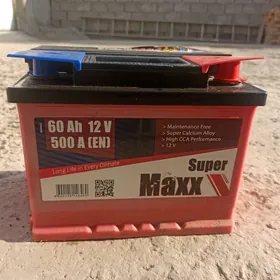 60 Ah 12 V
500 A (EN)
Long Life in Every Climate
• Maintenance Free
• Super Calcium Alloy
• High CCA Performance
• 12 V
Super
Maxx